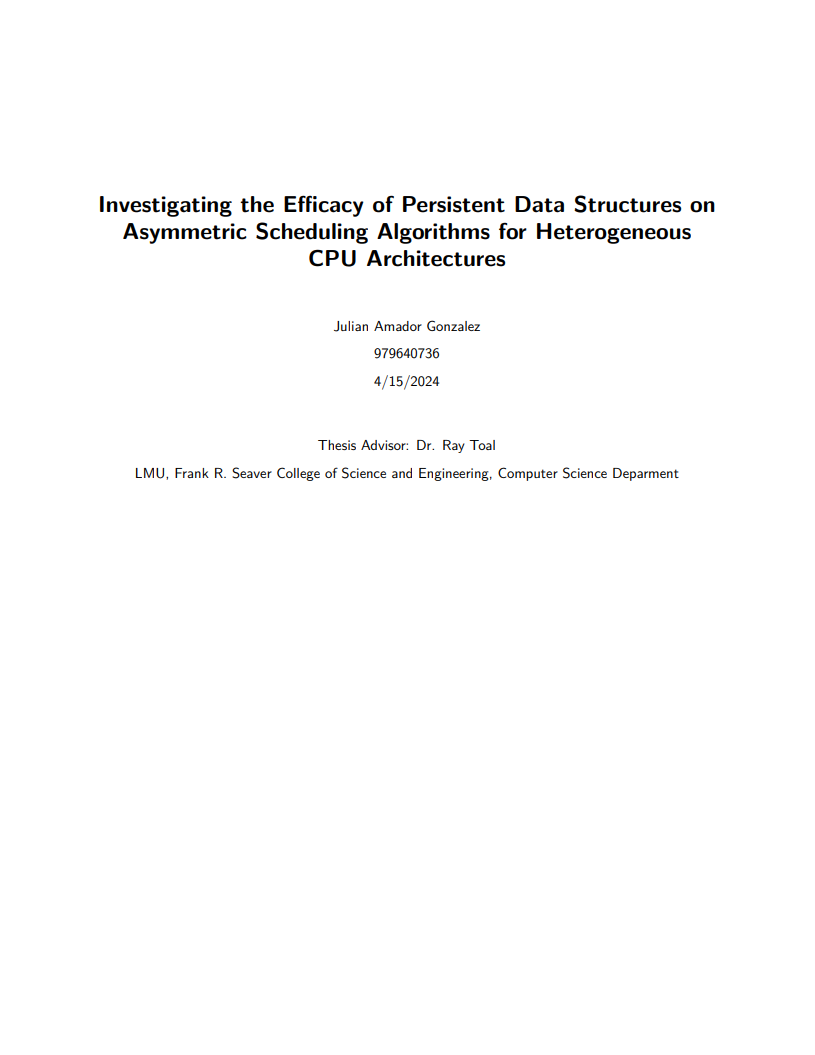 Investigating the Efficacy of Persistent Data Structures on
Asymmetric Scheduling Algorithms for Heterogeneous
CPU Architectures
Julian Amador Gonzalez
979640736
4/15/2024
Thesis Advisor: Dr. Ray Toal
LMU, Frank R. Seaver College of Science and Engineering, Computer Science Deparment